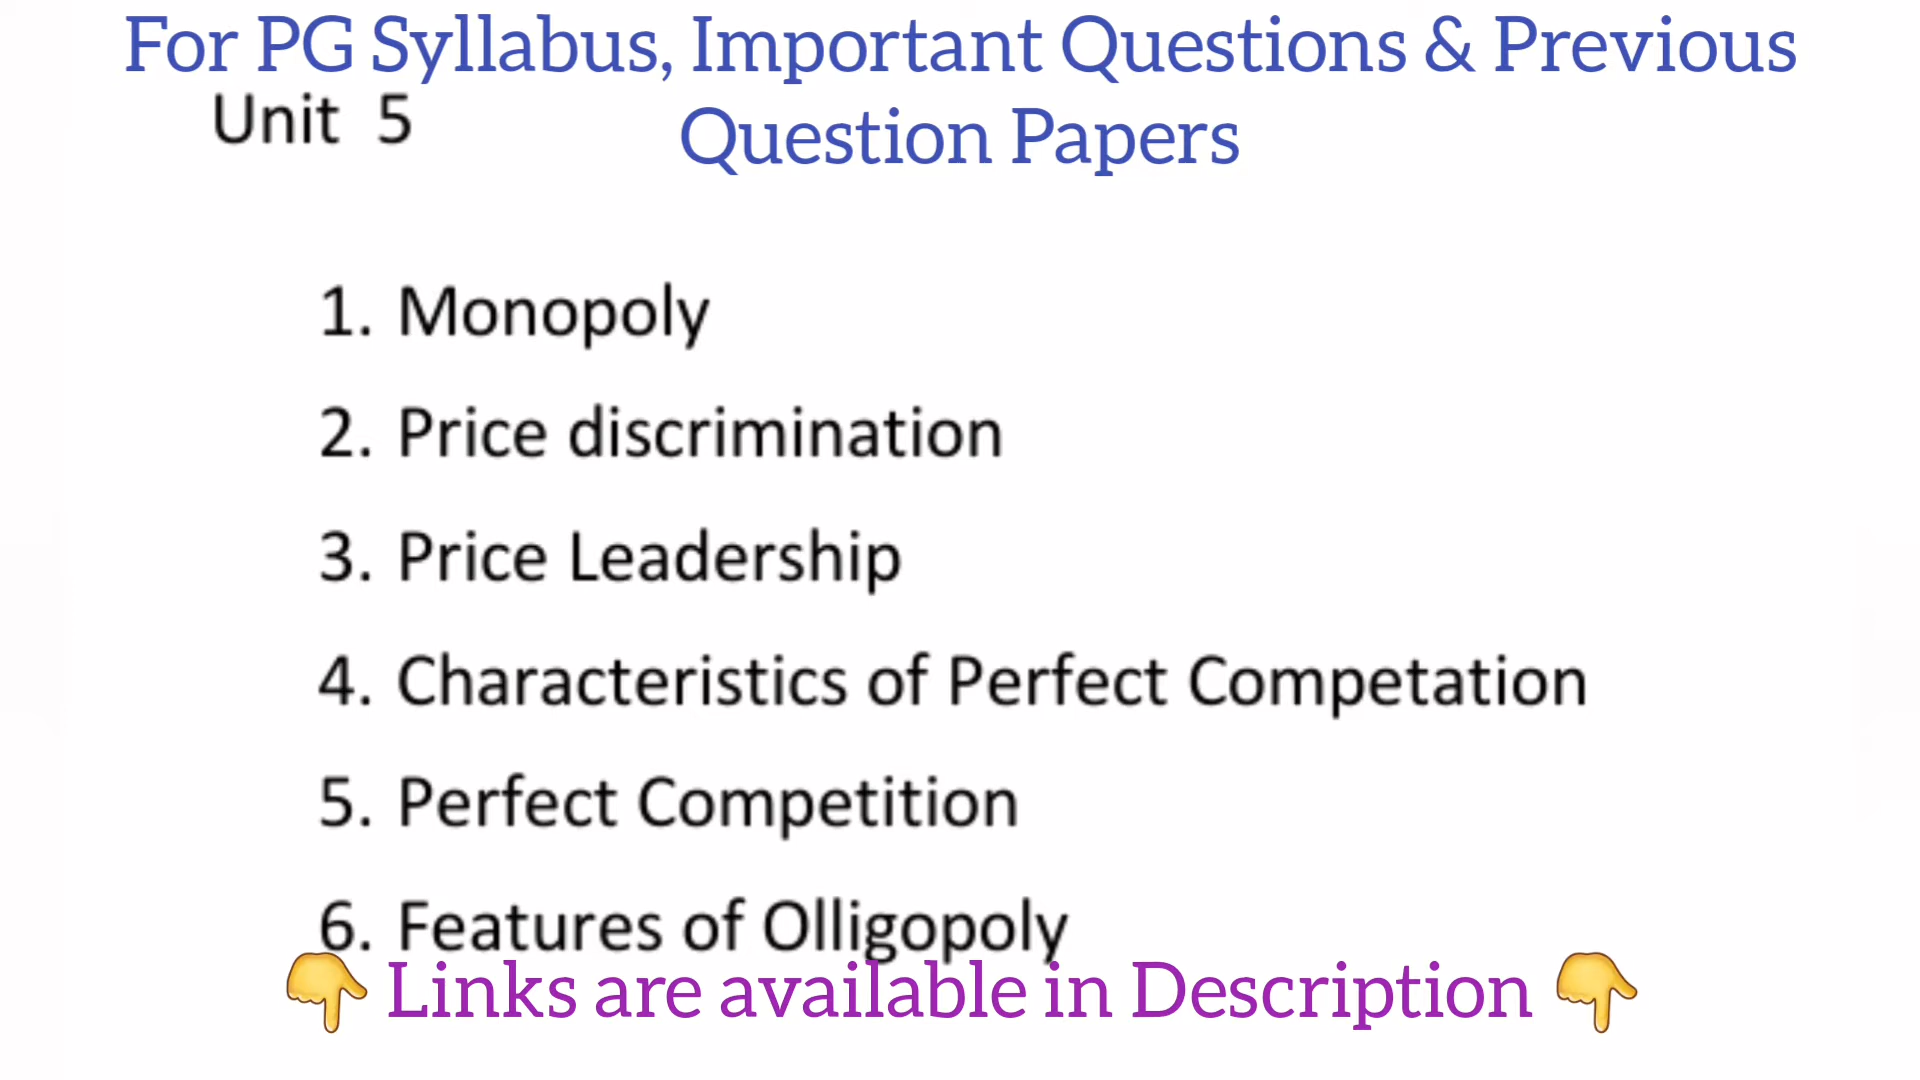 For PG Syllabus, Important Questions & Previous
Question Papers
Unit 5
1. Monopoly
2. Price discrimination
3. Price Leadership
4. Characteristics of Perfect Competation
5. Perfect Competition
6. Features of Olligopoly
👇 Links are available in Description 👇